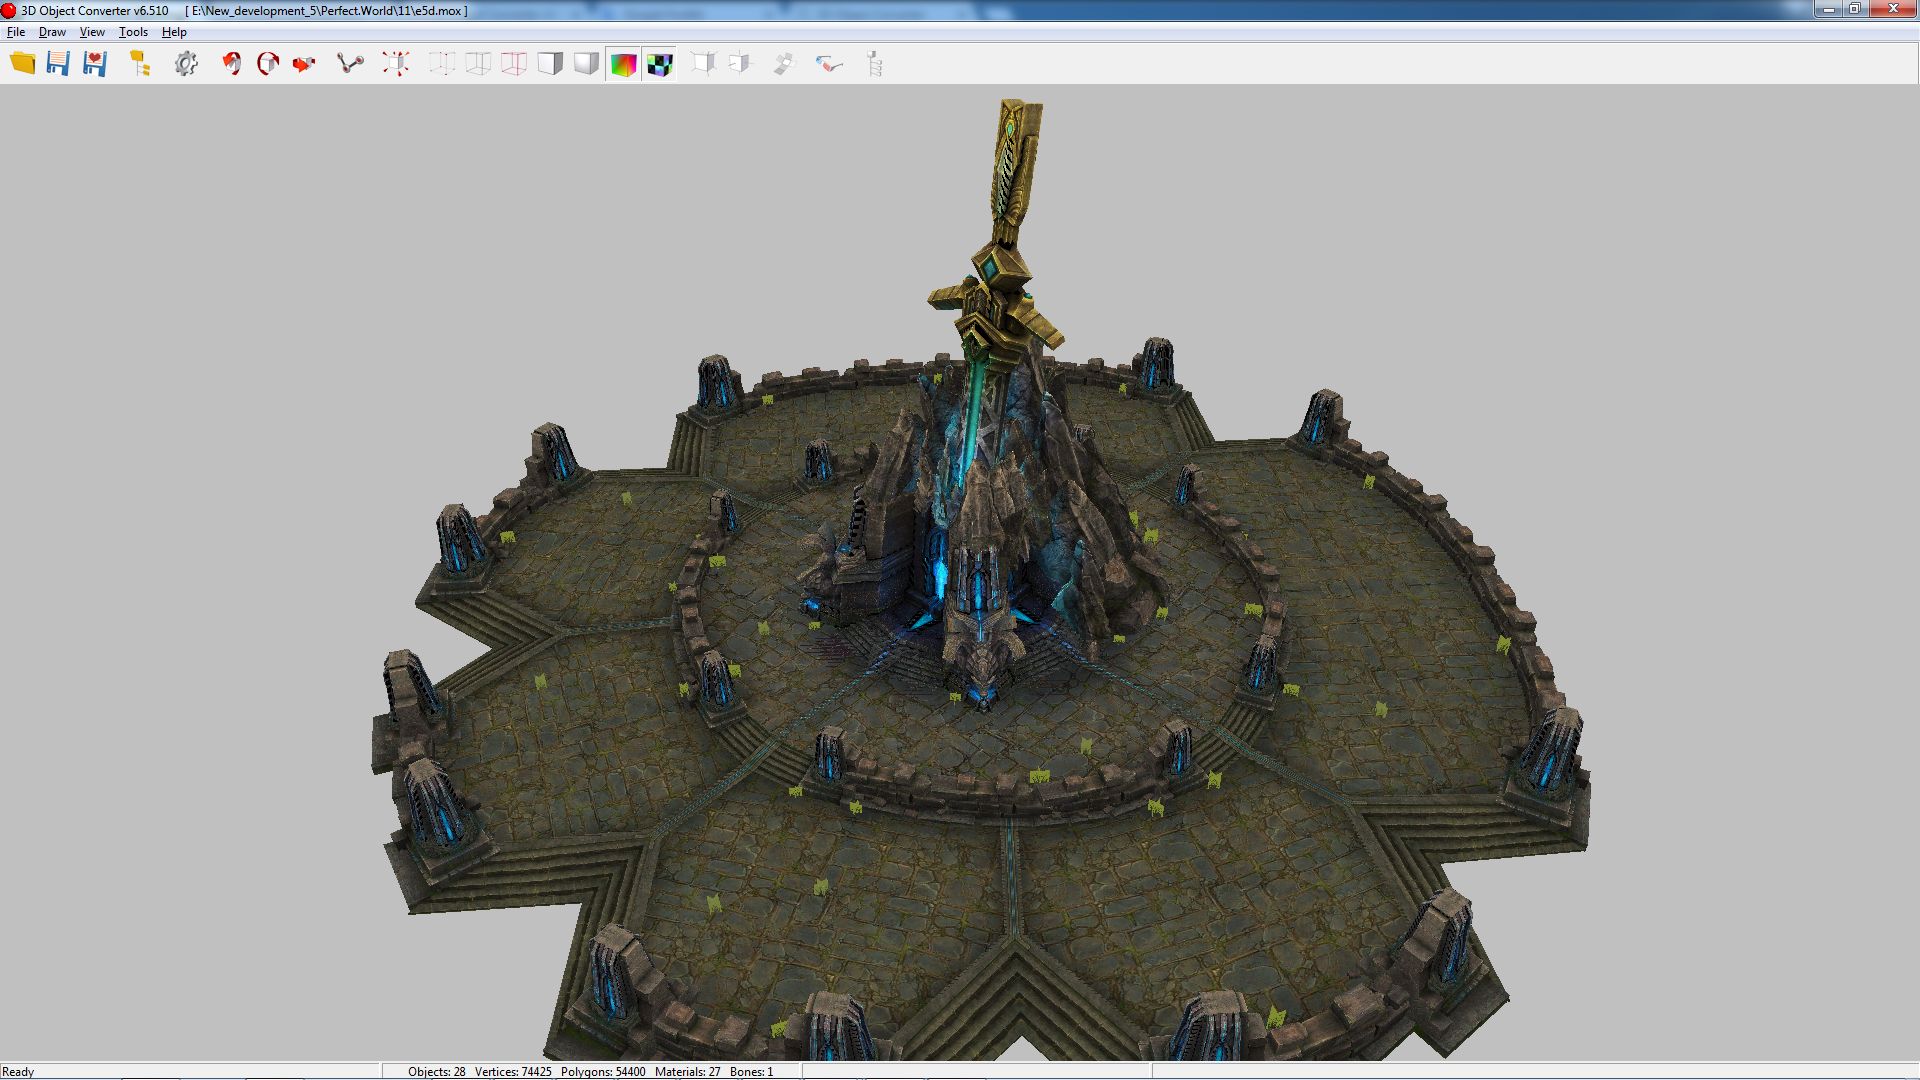 3D Object Converter v6.510    [ E:\New_development_5\Perfect.World\11\e5d.mox ]
File Draw View Tools Help
Ready
Objects: 28 Vertices: 74425 Polygons: 54400 Materials: 27 Bones: 1